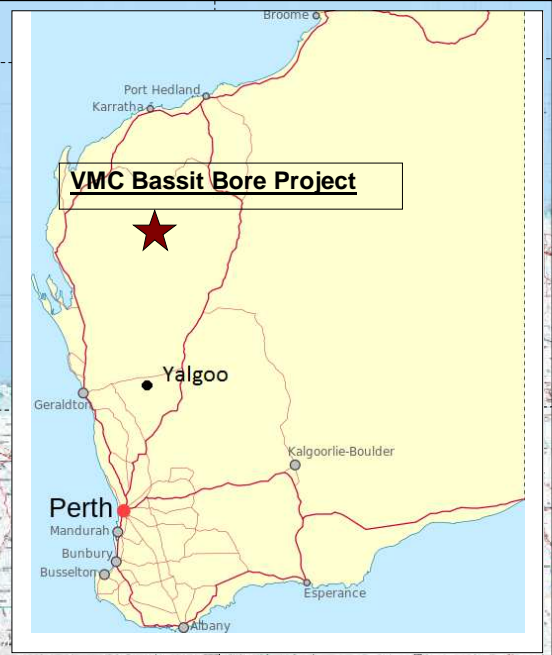 Broome
Port Hedland
Karratha
VMC Bassit Bore Project
Yalgoo
Geraldton
Kalgoorlie-Boulder
Perth
Mandurah
Bunbury
Busselton
Esperance
Albany